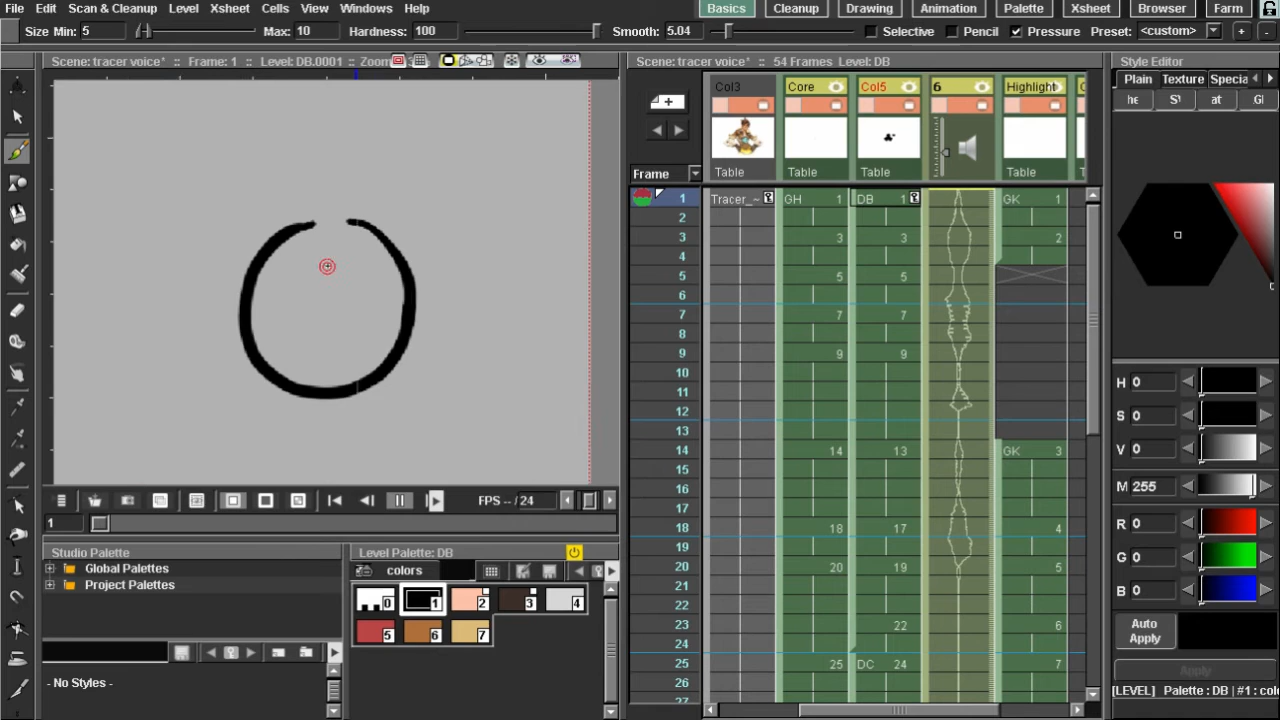 File Edit Scan & Cleanup Level Xsheet Cells View Windows Help Basics Cleanup Drawing Animation Palette Xsheet Browser Farm
Size Min: 5 Max: 10 Hardness: 100 Smooth: 5.04 Selective Pencil Pressure Preset: <custom> + -
Scene: tracer voice* :: Frame: 1 :: Level:DB.0001 :: Zoom
Scene: tracer voice* :: 54 Frames Level: DB
Style Editor
Plain Texture Specia
he at Gl
Col3 Core Col5 6 Highlight
Frame Table Table Table Table
1 Tracer_~ GH 1 DB 1 GK 1
2
3 3 3 2
4
5 5 5
6
7 7 7
8
9 9 9
10
11
12
13
14 14 13 GK 3
15
16
17
18 18 17 4
19
20 20 19 5
21
22
23 22 6
24
25 25 DC 24 7
26
27
FPS -- /24
1
Studio Palette
Global Palettes
Project Palettes
- No Styles -
Level Palette: DB
colors
0 1 2 3 4
5 6 7
H 0
S 0
V 0
M 255
R 0
G 0
B 0
Auto
Apply
Apply
[LEVEL] Palette : DB | #1 : colo